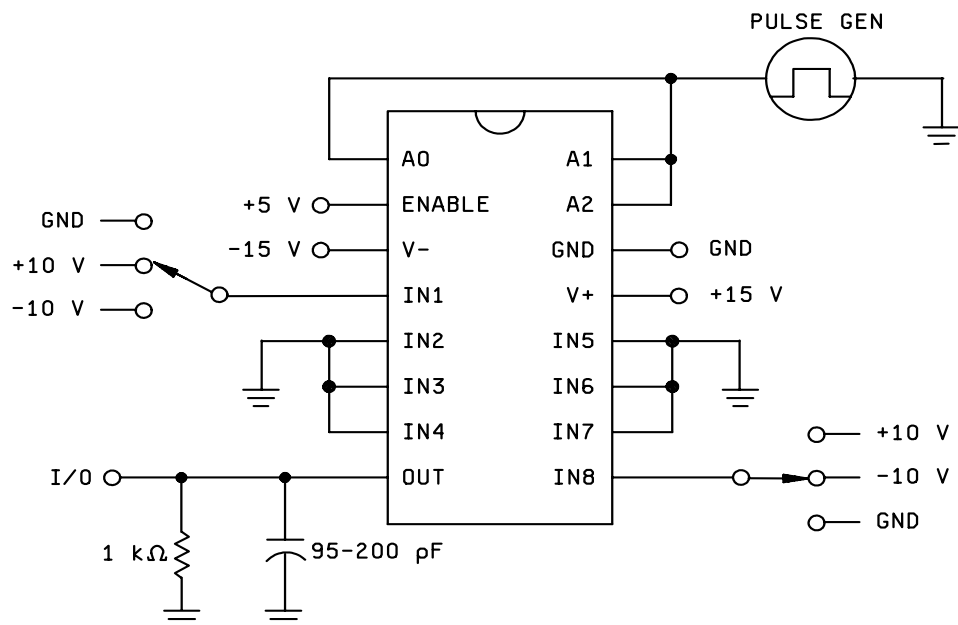 PULSE GEN
A0
A1
+5 V
ENABLE
A2
GND
-15 V
V-
GND
GND
+10 V
IN1
V+
+15 V
-10 V
IN2
IN5
IN3
IN6
IN4
IN7
+10 V
I/O
OUT
IN8
-10 V
GND
1 kΩ
95-200 pF